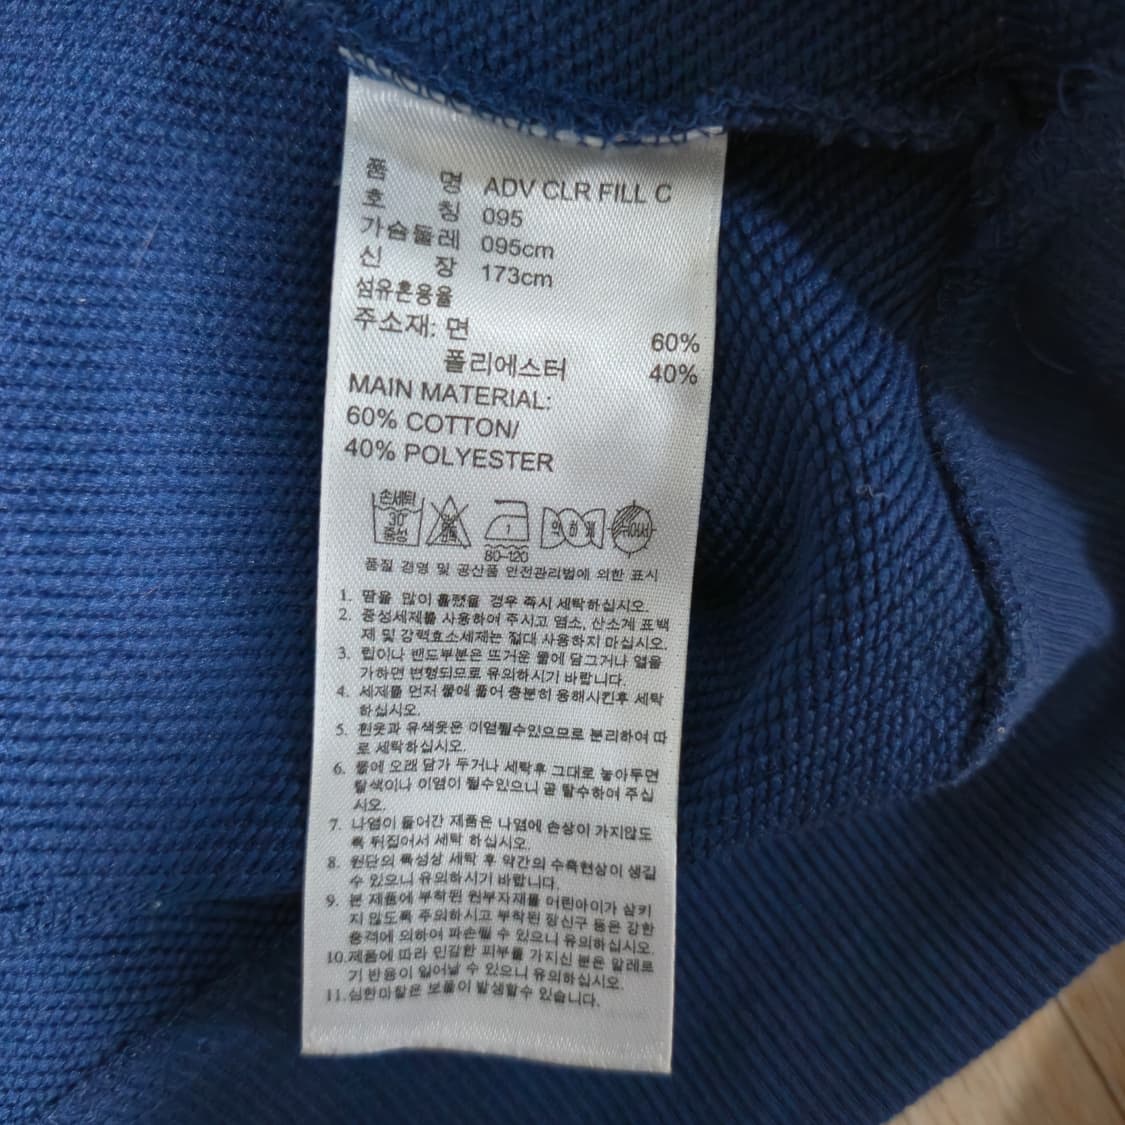 품 명 ADV CLR FILL C
호 칭 095
가슴둘레 095cm
신 장 173cm
섬유혼용율
주소재: 면 60%
폴리에스터 40%
MAIN MATERIAL:
60% COTTON/
40% POLYESTER
손세탁
30°
중성
80~120
품질 경영 및 공산품 안전관리법에 의한 표시
1. 땀을 많이 흘렸을 경우 즉시 세탁하십시오.
2. 중성세제를 사용하여 주시고 염소, 산소계 표백
제 및 강력효소세제는 절대 사용하지 마십시오.
3. 립이나 밴드부분은 뜨거운 물에 담그거나 열을
가하면 변형되므로 유의하시기 바랍니다.
4. 세제를 먼저 물에 풀어 충분히 용해시킨후 세탁
하십시오.
5. 흰옷과 유색옷은 이염될수있으므로 분리하여 따
로 세탁하십시오.
6. 물에 오래 담가 두거나 세탁후 그대로 놓아두면
탈색이나 이염이 될수있으니 곧 탈수하여 주십
시오.
7. 나염이 들어간 제품은 나염에 손상이 가지않도
록 뒤집어서 세탁 하십시오.
8. 원단의 특성상 세탁 후 약간의 수축현상이 생길
수 있으니 유의하시기 바랍니다.
9. 본 제품에 부착된 원부자재를 어린아이가 삼키
지 않도록 주의하시고 부착된 장신구 등은 강한
충격에 의하여 파손될 수 있으니 유의하십시오.
10.제품에 따라 민감한 피부를 가지신 분은 알레르
기 반응이 일어날 수 있으니 유의하십시오.
11.심한마찰은 보풀이 발생할수 있습니다.